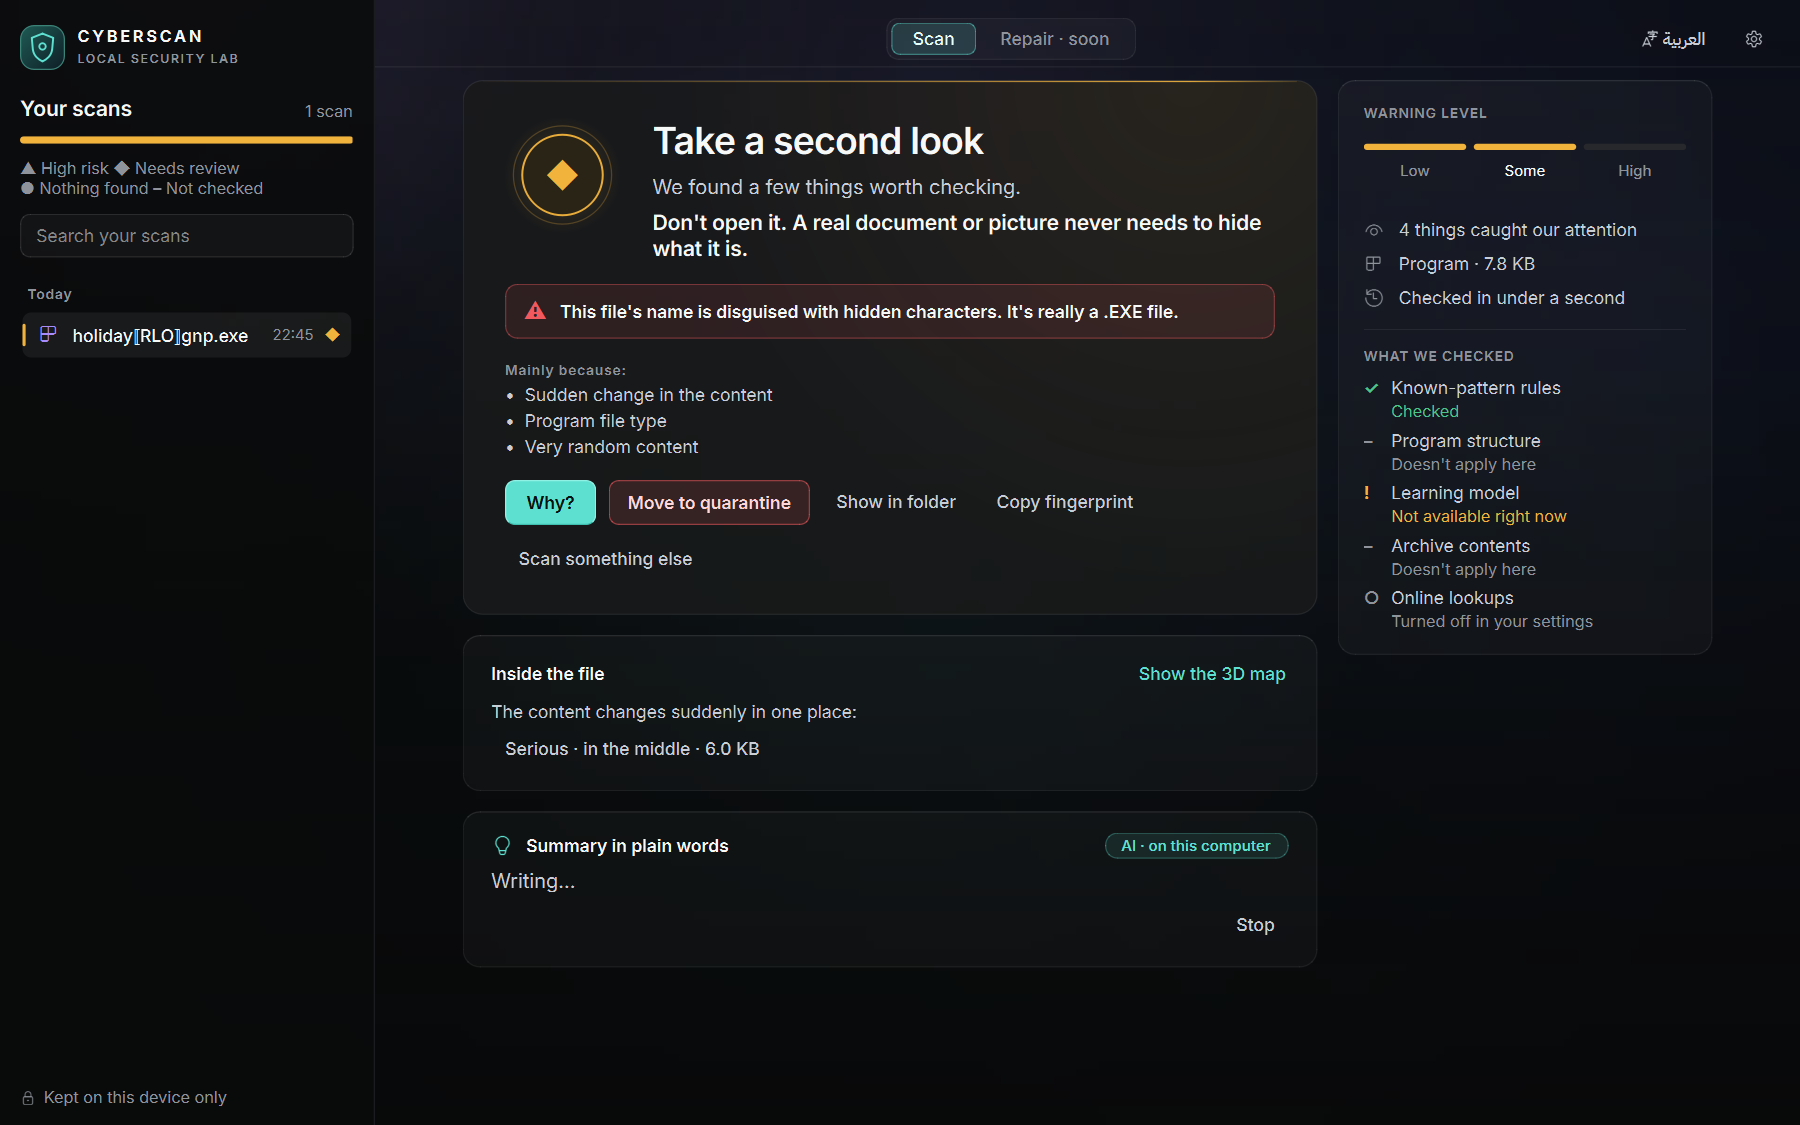 CYBERSCAN
LOCAL SECURITY LAB
Your scans
1 scan
▲ High risk ◆ Needs review
● Nothing found – Not checked
Search your scans
Today
holiday[RLO]gnp.exe
22:45
Kept on this device only
Scan
Repair · soon
العربية
Take a second look
We found a few things worth checking.
Don't open it. A real document or picture never needs to hide
what it is.
This file's name is disguised with hidden characters. It's really a .EXE file.
Mainly because:
• Sudden change in the content
• Program file type
• Very random content
Why?
Move to quarantine
Show in folder
Copy fingerprint
Scan something else
Inside the file
Show the 3D map
The content changes suddenly in one place:
Serious · in the middle · 6.0 KB
Summary in plain words
AI · on this computer
Writing...
Stop
WARNING LEVEL
Low
Some
High
4 things caught our attention
Program · 7.8 KB
Checked in under a second
WHAT WE CHECKED
Known-pattern rules
Checked
Program structure
Doesn't apply here
Learning model
Not available right now
Archive contents
Doesn't apply here
Online lookups
Turned off in your settings